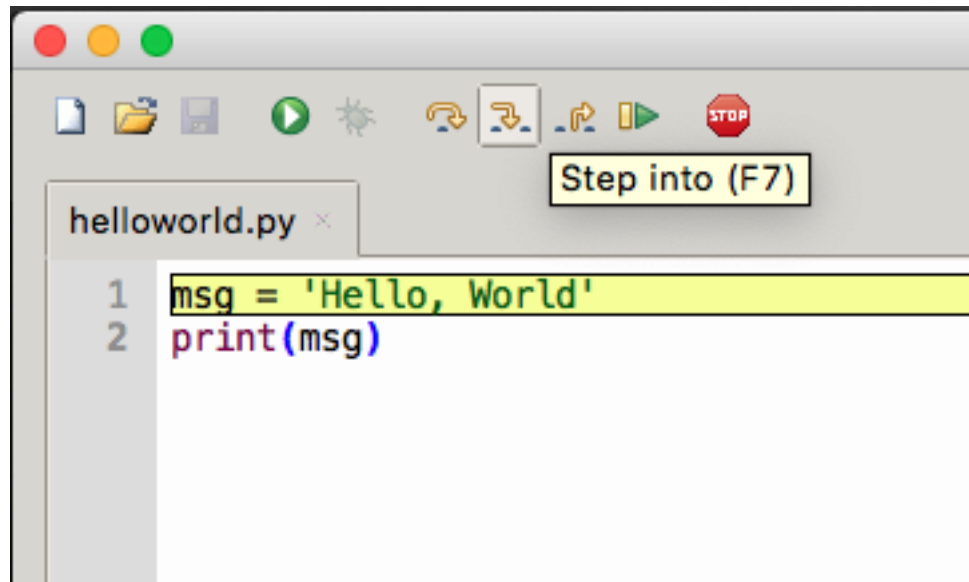 STOP
Step into (F7)
helloworld.py
1 msg = 'Hello, World'
2 print(msg)